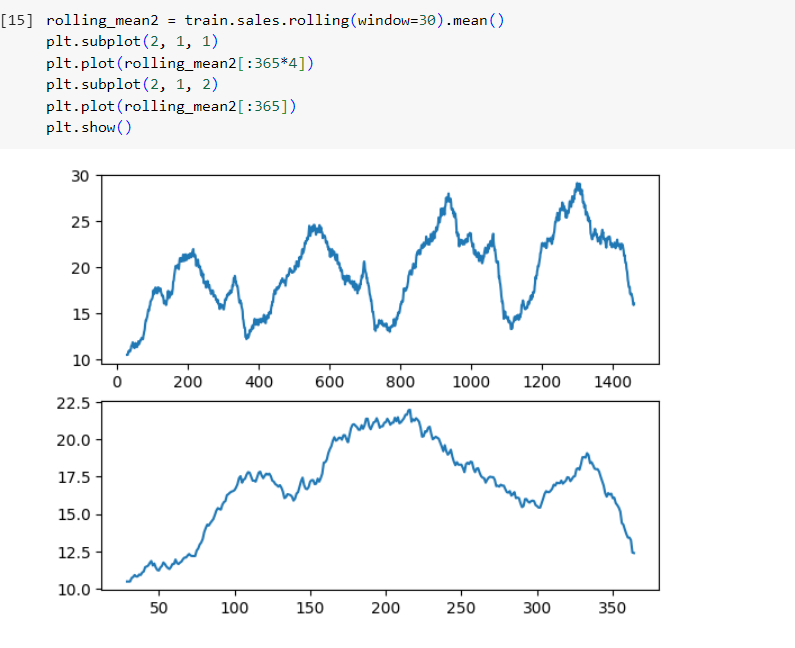 [15] rolling_mean2 = train.sales.rolling(window=30).mean()
plt.subplot(2, 1, 1)
plt.plot(rolling_mean2[:365*4])
plt.subplot(2, 1, 2)
plt.plot(rolling_mean2[:365])
plt.show()
30
25
20
15
10
0 200 400 600 800 1000 1200 1400
22.5
20.0
17.5
15.0
12.5
10.0
50 100 150 200 250 300 350